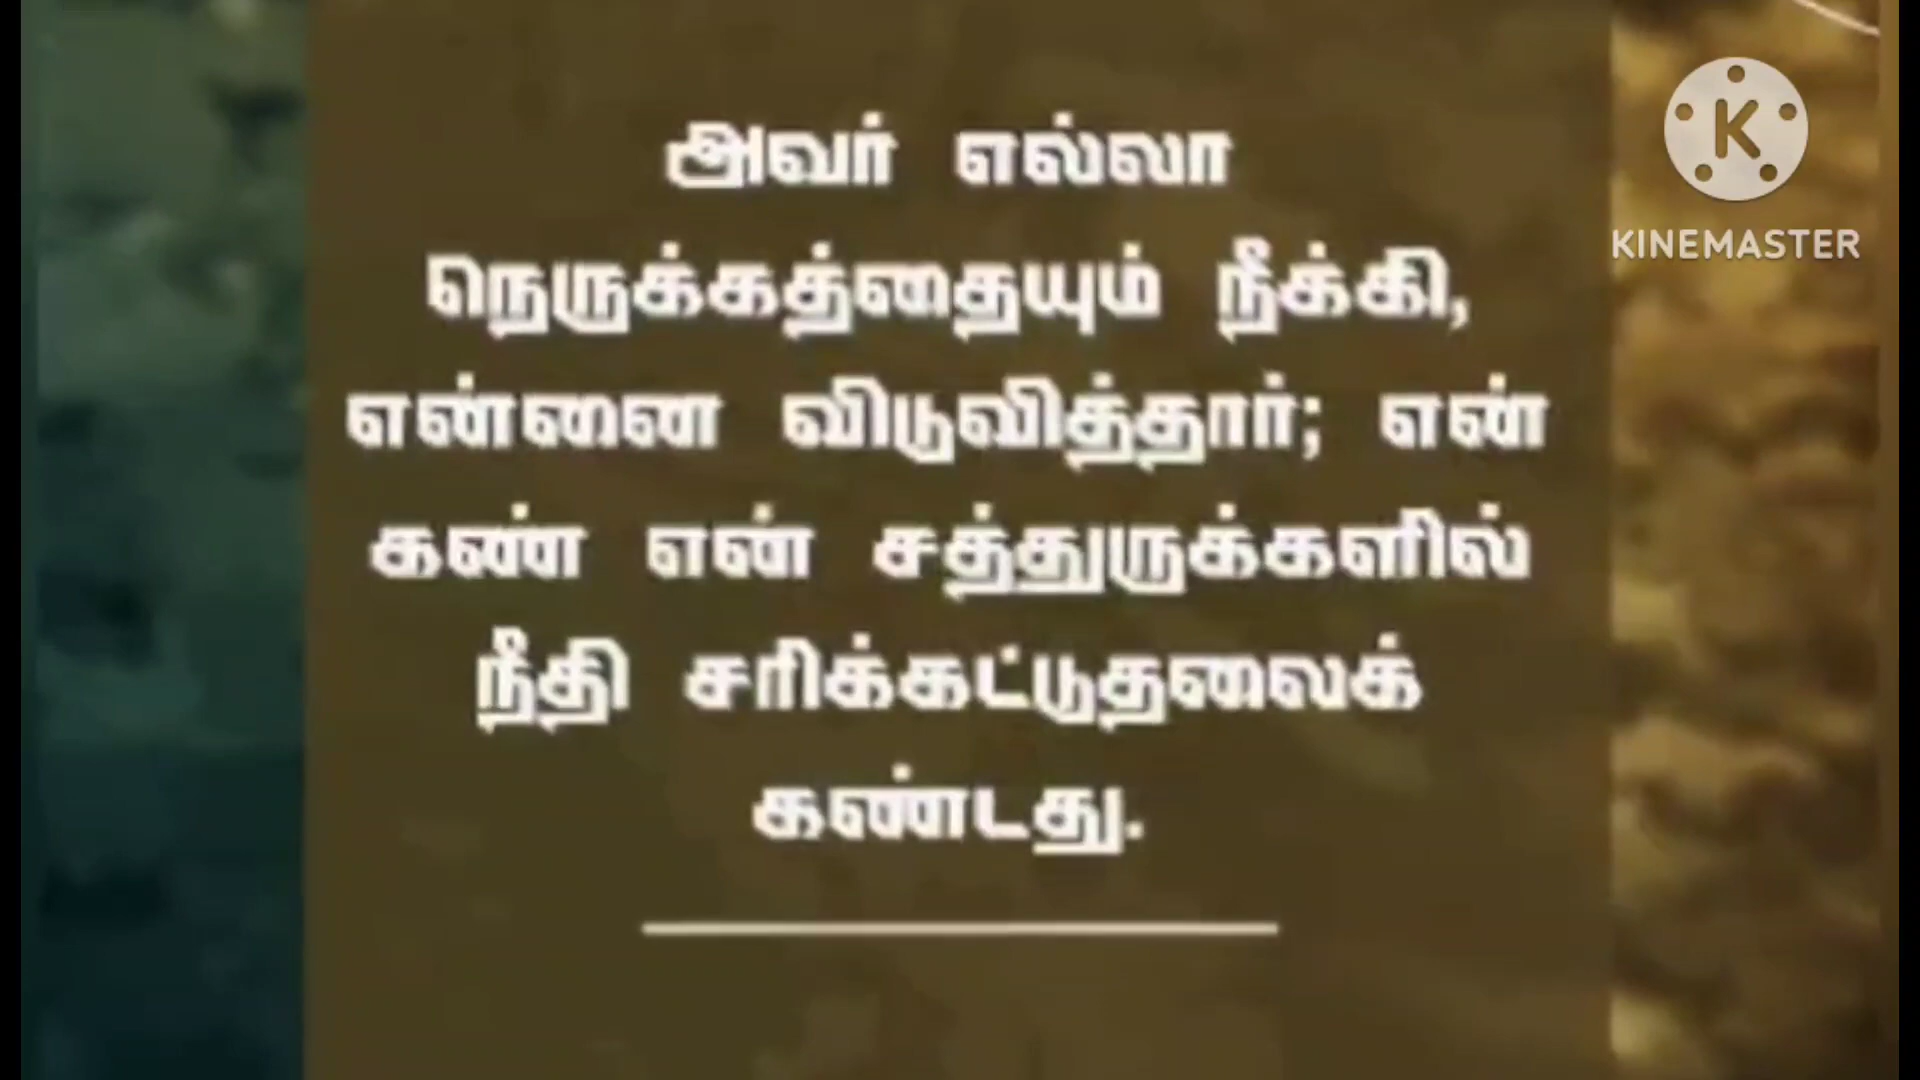 அவர் எல்லா
நெருக்கத்தையும் நீக்கி,
என்னை விடுவித்தார்; என்
கண் என் சத்துருக்களில்
நீதி சரிக்கட்டுதலைக்
கண்டது.
K
KINEMASTER